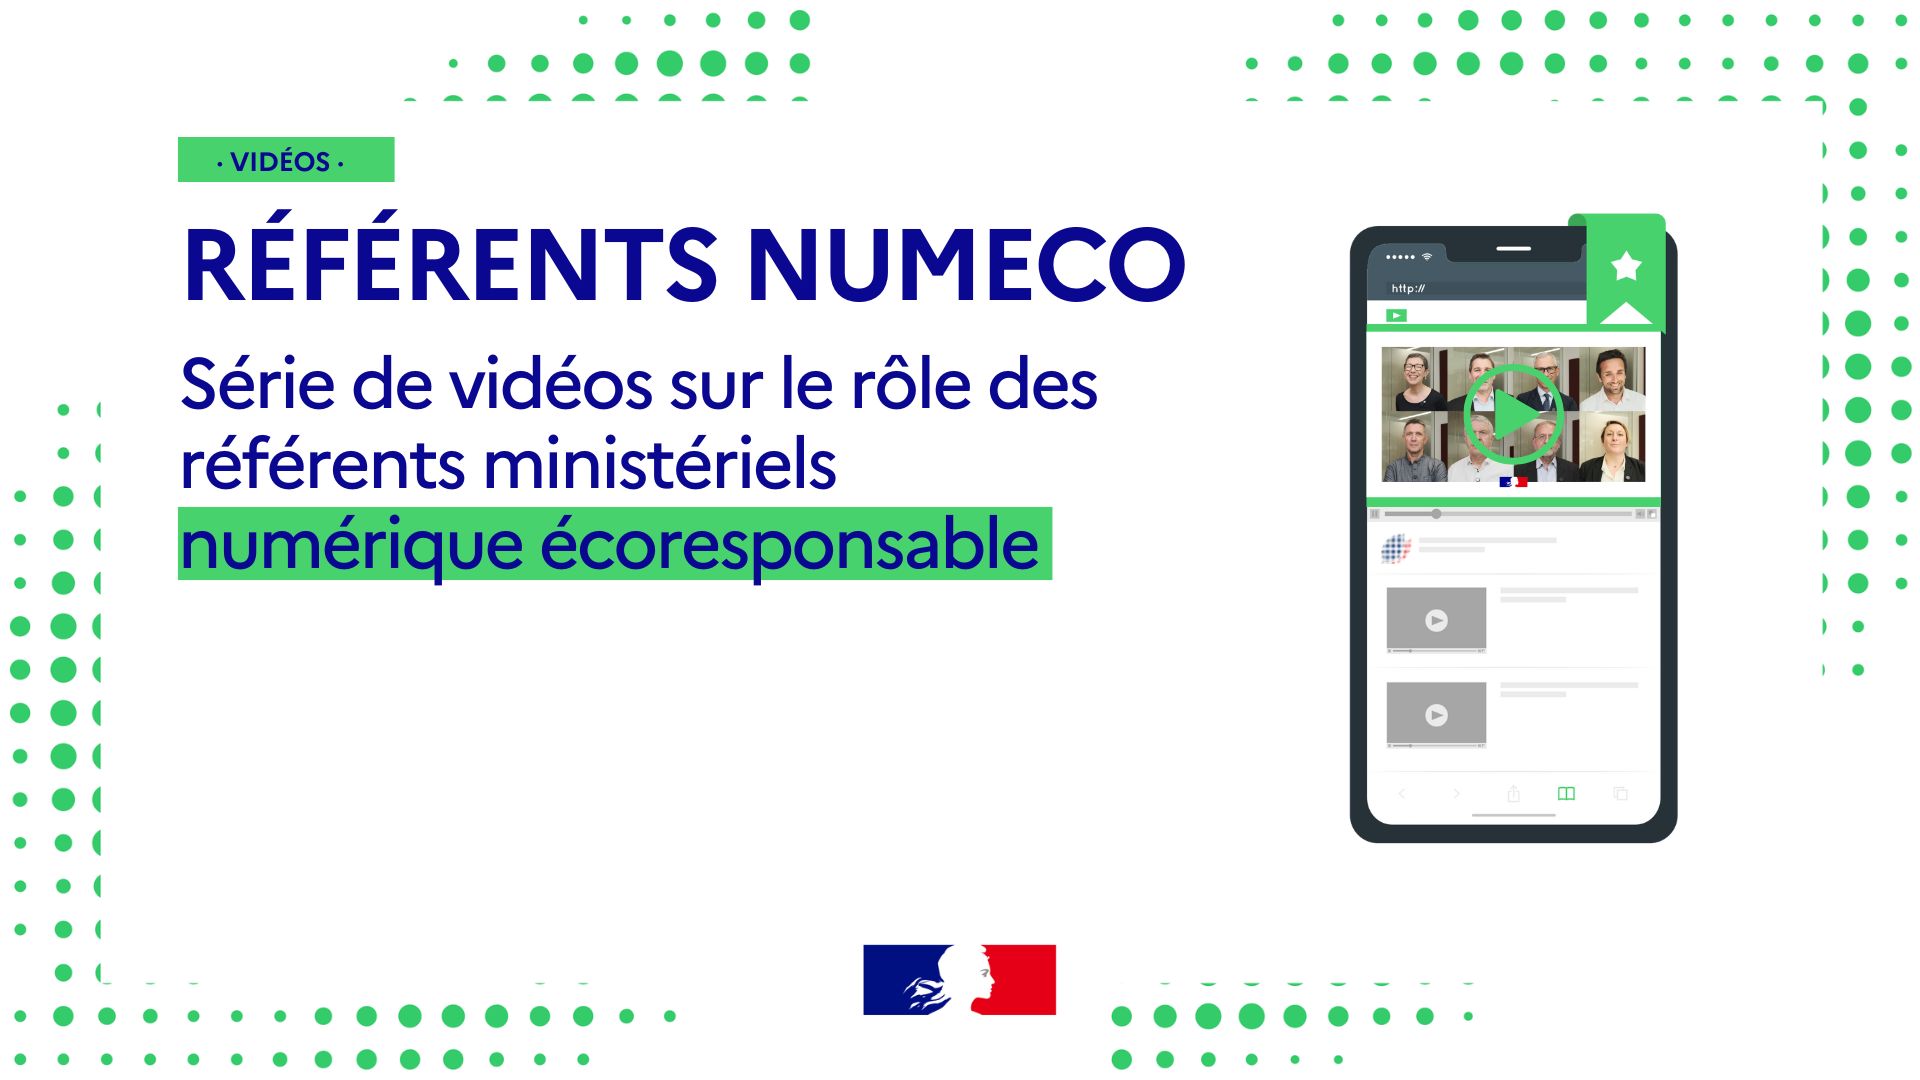 · VIDÉOS ·
RÉFÉRENTS NUMECO
Série de vidéos sur le rôle des
référents ministériels
numérique écoresponsable
http://